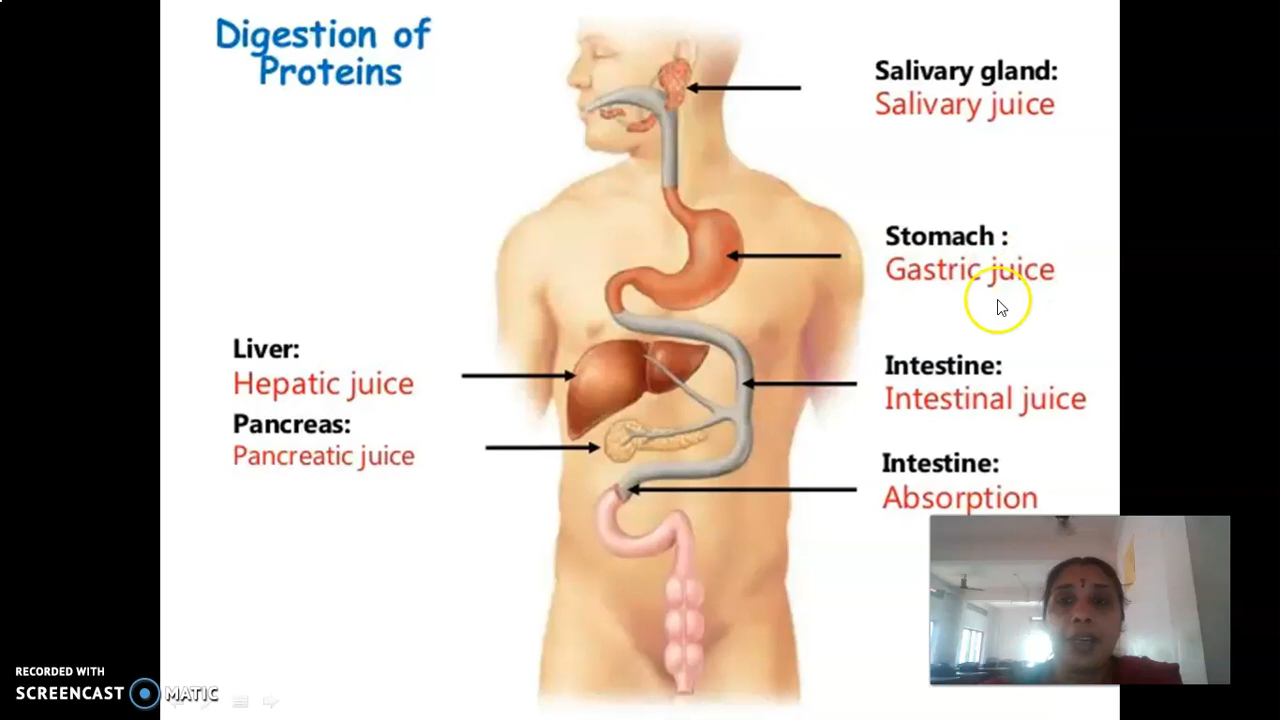 Digestion of
Proteins
Salivary gland:
Salivary juice
Stomach :
Gastric juice
Liver:
Hepatic juice
Pancreas:
Pancreatic juice
Intestine:
Intestinal juice
Intestine:
Absorption
RECORDED WITH
SCREENCAST MATIC